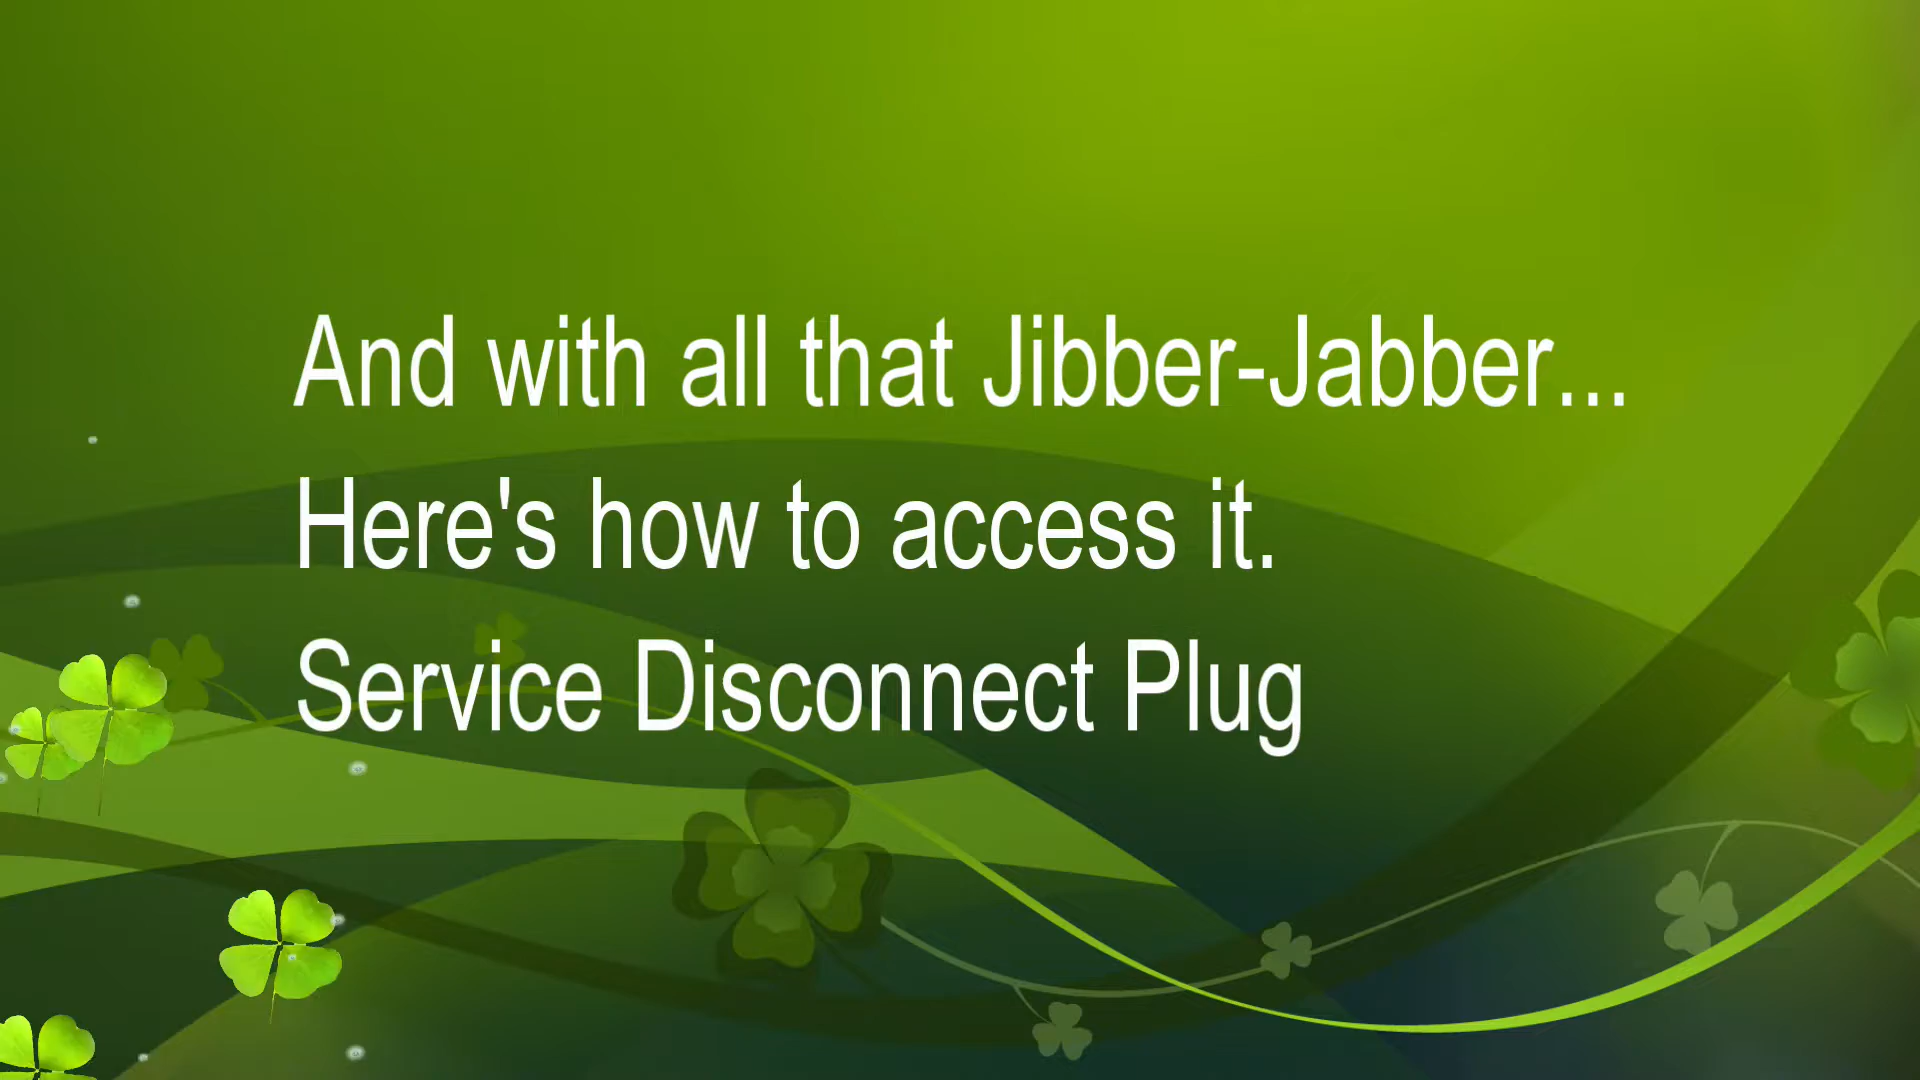 And with all that Jibber-Jabber...
Here's how to access it.
Service Disconnect Plug